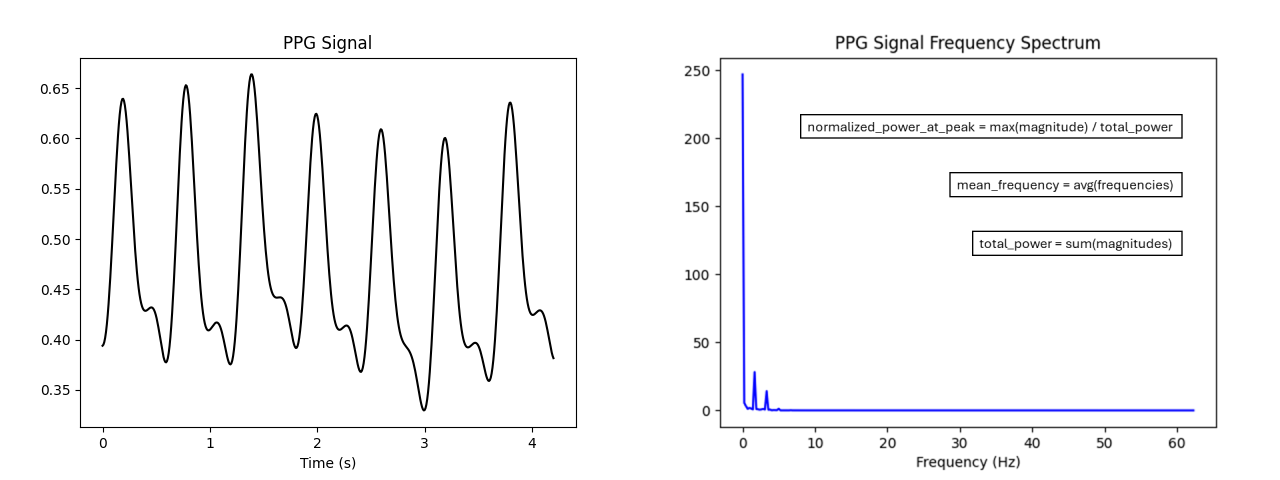 PPG Signal
0.65
0.60
0.55
0.50
0.45
0.40
0.35
0 1 2 3 4
Time (s)
PPG Signal Frequency Spectrum
250
200
150
100
50
0
normalized_power_at_peak = max(magnitude) / total_power
mean_frequency = avg(frequencies)
total_power = sum(magnitudes)
0 10 20 30 40 50 60
Frequency (Hz)